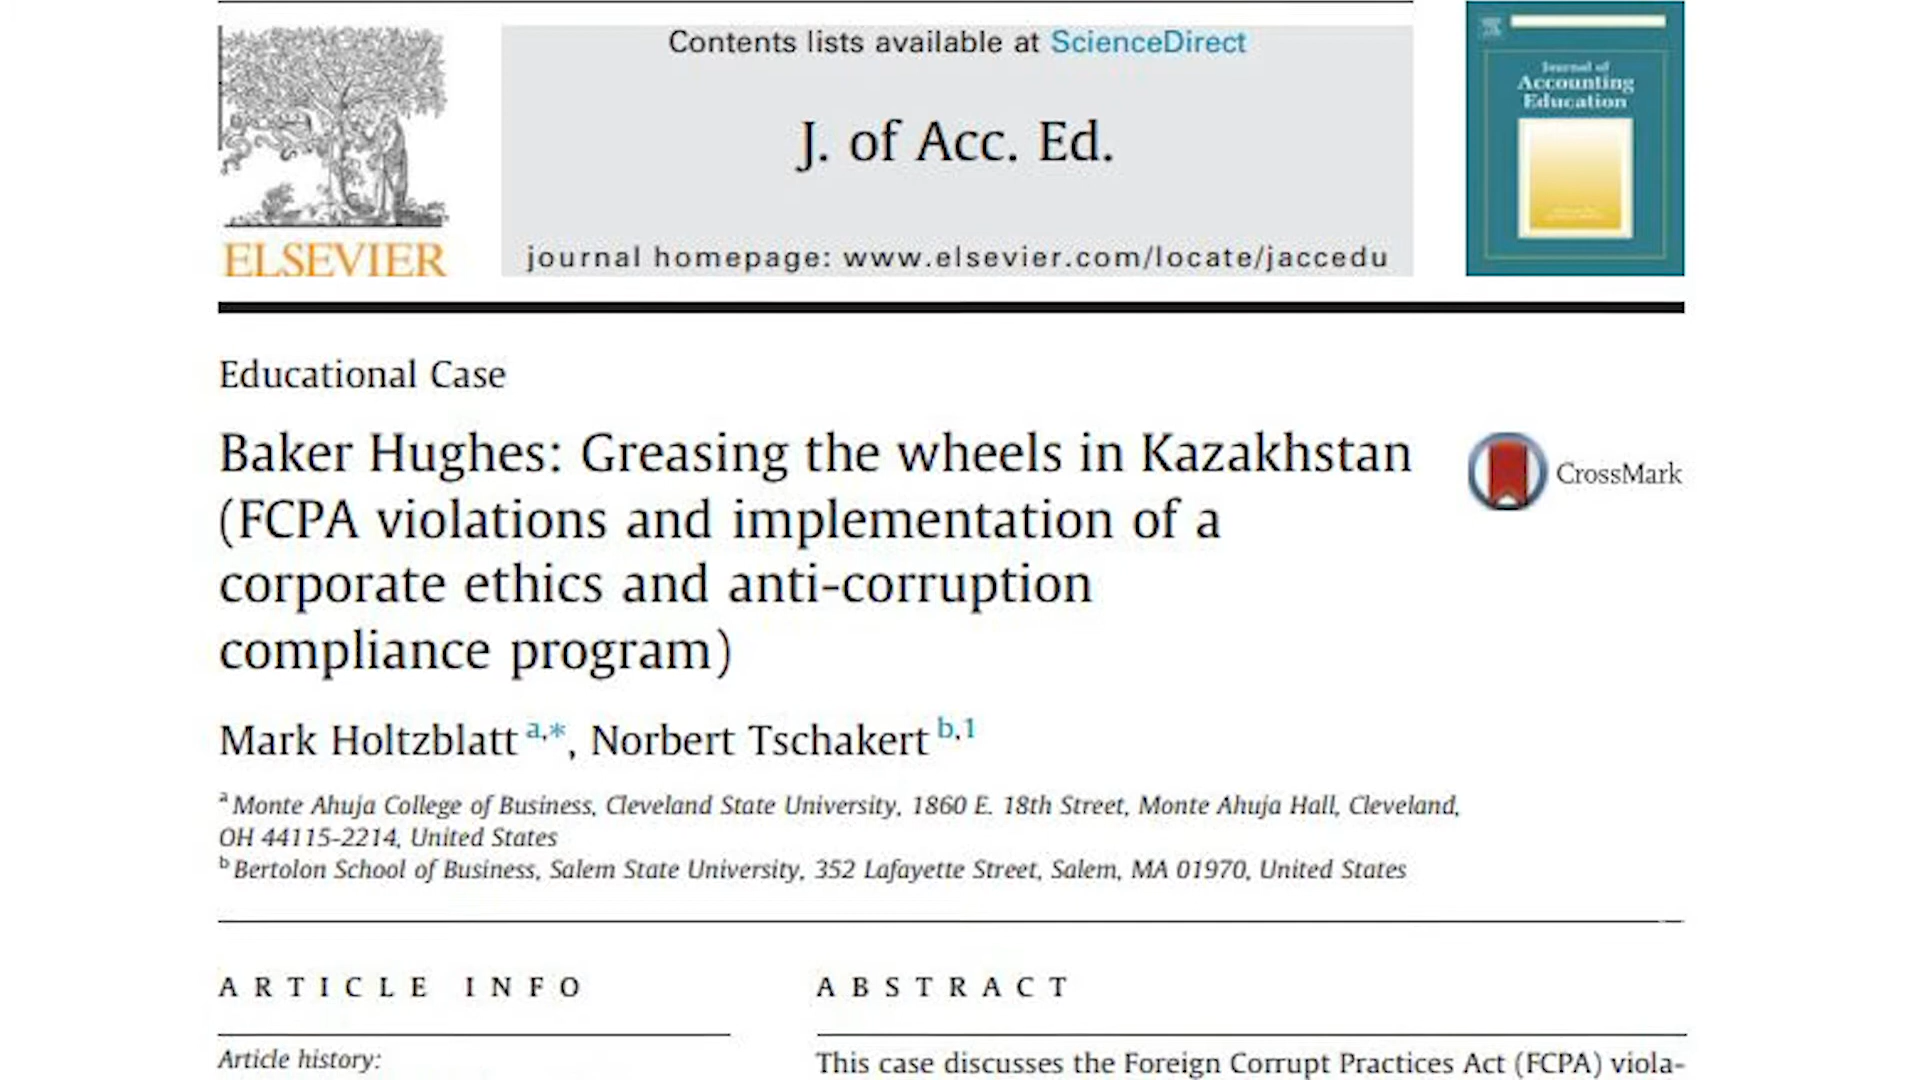 Contents lists available at ScienceDirect
J. of Acc. Ed.
journal homepage: www.elsevier.com/locate/jaccedu
ELSEVIER
Journal of
Accounting
Education
Educational Case
Baker Hughes: Greasing the wheels in Kazakhstan
(FCPA violations and implementation of a
corporate ethics and anti-corruption
compliance program)
CrossMark
Mark Holtzblatt a,*, Norbert Tschakert b,1
a Monte Ahuja College of Business, Cleveland State University, 1860 E. 18th Street, Monte Ahuja Hall, Cleveland,
OH 44115-2214, United States
b Bertolon School of Business, Salem State University, 352 Lafayette Street, Salem, MA 01970, United States
ARTICLE INFO
ABSTRACT
Article history:
This case discusses the Foreign Corrupt Practices Act (FCPA) viola-